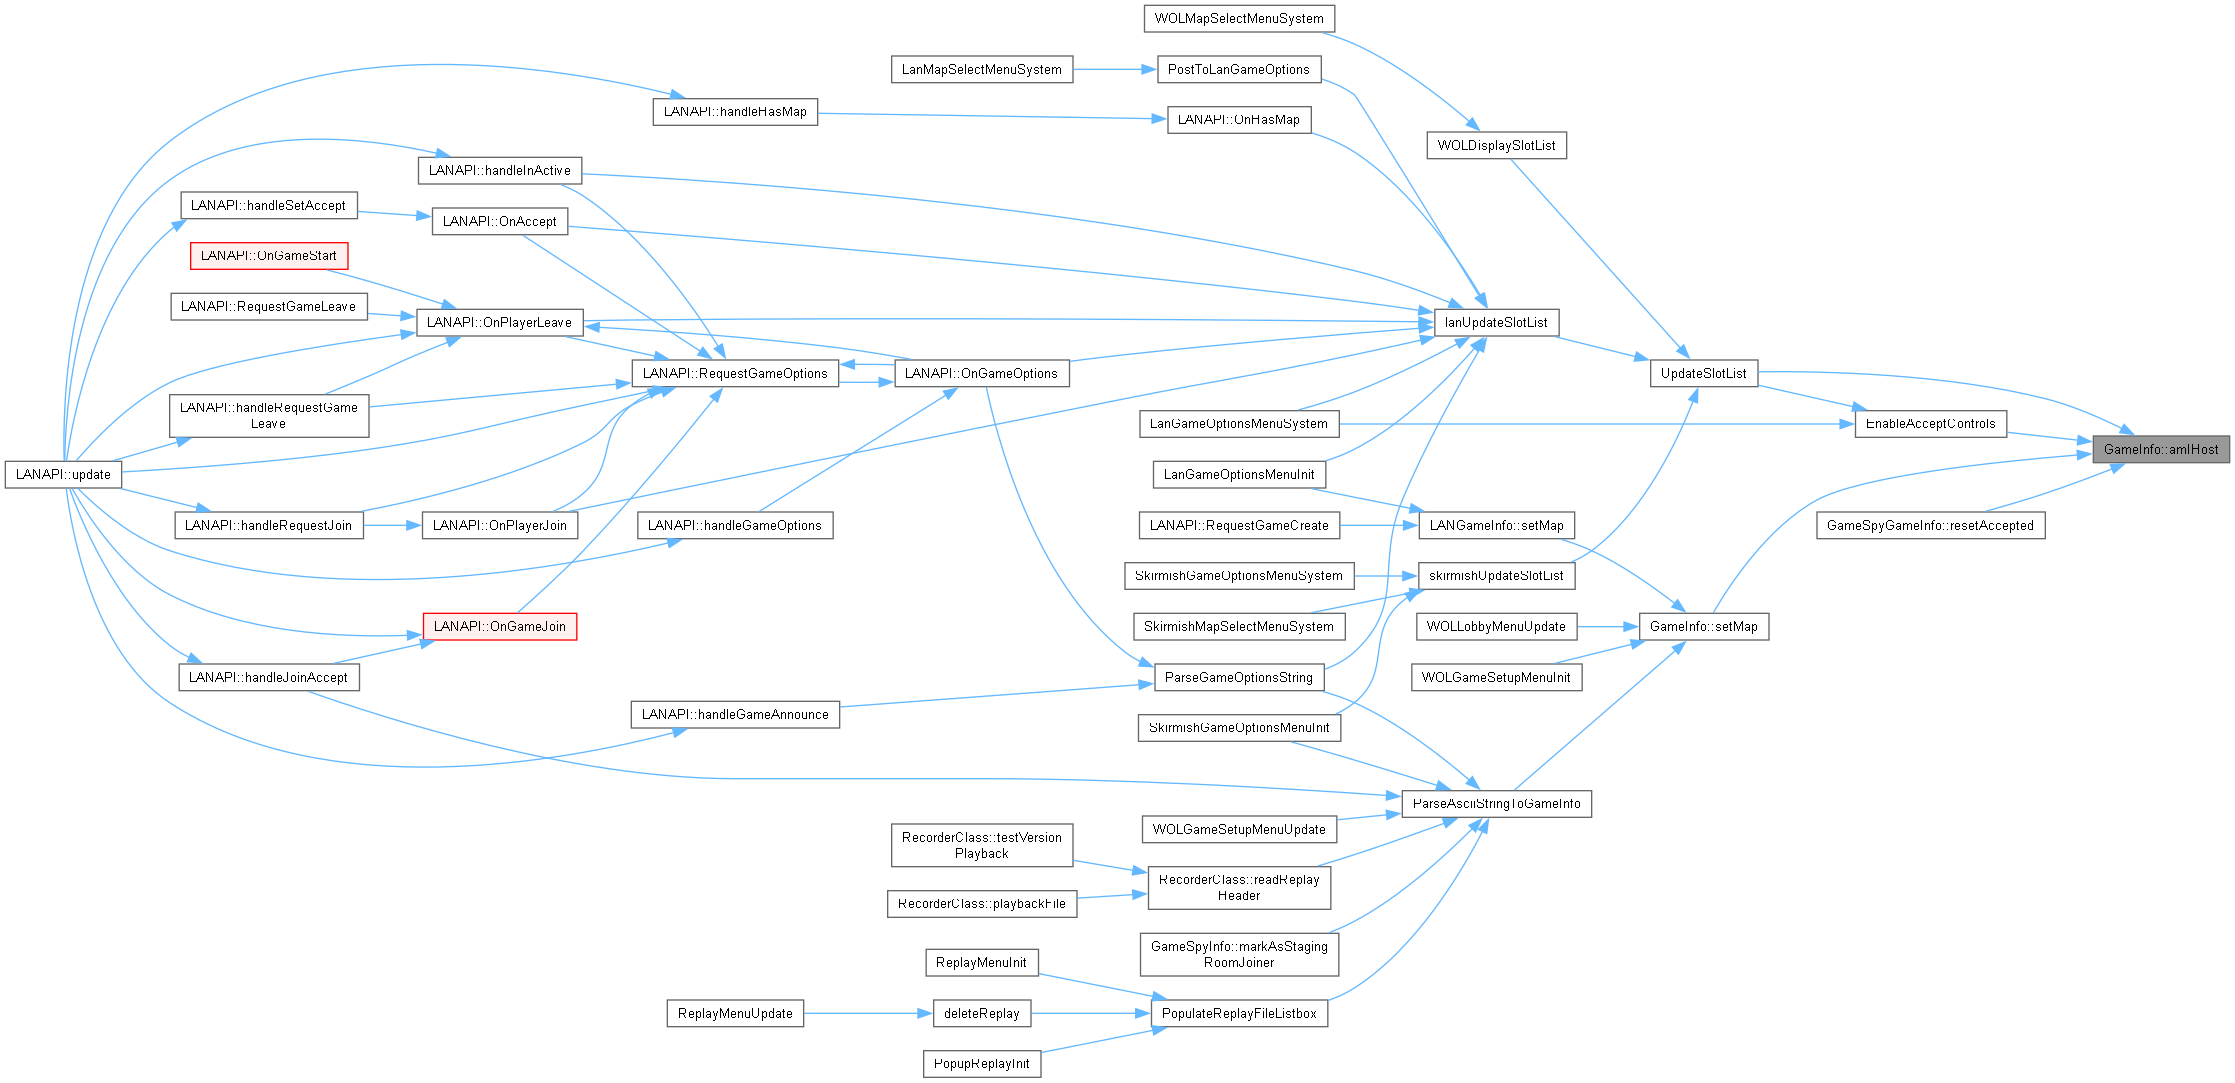 WOLMapSelectMenuSystem
LanMapSelectMenuSystem
PostToLanGameOptions
LANAPI::handleHasMap
LANAPI::OnHasMap
WOLDisplaySlotList
LANAPI::handleInActive
LANAPI::handleSetAccept
LANAPI::OnAccept
LANAPI::OnGameStart
LANAPI::RequestGameLeave
LANAPI::OnPlayerLeave
lanUpdateSlotList
LANAPI::RequestGameOptions
LANAPI::OnGameOptions
UpdateSlotList
LANAPI::handleRequestGame
Leave
LanGameOptionsMenuSystem
EnableAcceptControls
GameInfo::amIHost
LANAPI::update
LanGameOptionsMenuInit
LANAPI::handleRequestJoin
LANAPI::OnPlayerJoin
LANAPI::handleGameOptions
LANAPI::RequestGameCreate
LANGameInfo::setMap
GameSpyGameInfo::resetAccepted
SkirmishGameOptionsMenuSystem
skirmishUpdateSlotList
LANAPI::OnGameJoin
SkirmishMapSelectMenuSystem
WOLLobbyMenuUpdate
GameInfo::setMap
LANAPI::handleJoinAccept
ParseGameOptionsString
WOLGameSetupMenuInit
LANAPI::handleGameAnnounce
SkirmishGameOptionsMenuInit
ParseAsciiStringToGameInfo
WOLGameSetupMenuUpdate
RecorderClass::testVersion
Playback
RecorderClass::readReplay
Header
RecorderClass::playbackFile
GameSpyInfo::markAsStaging
RoomJoiner
ReplayMenuInit
ReplayMenuUpdate
deleteReplay
PopulateReplayFileListbox
PopupReplayInit